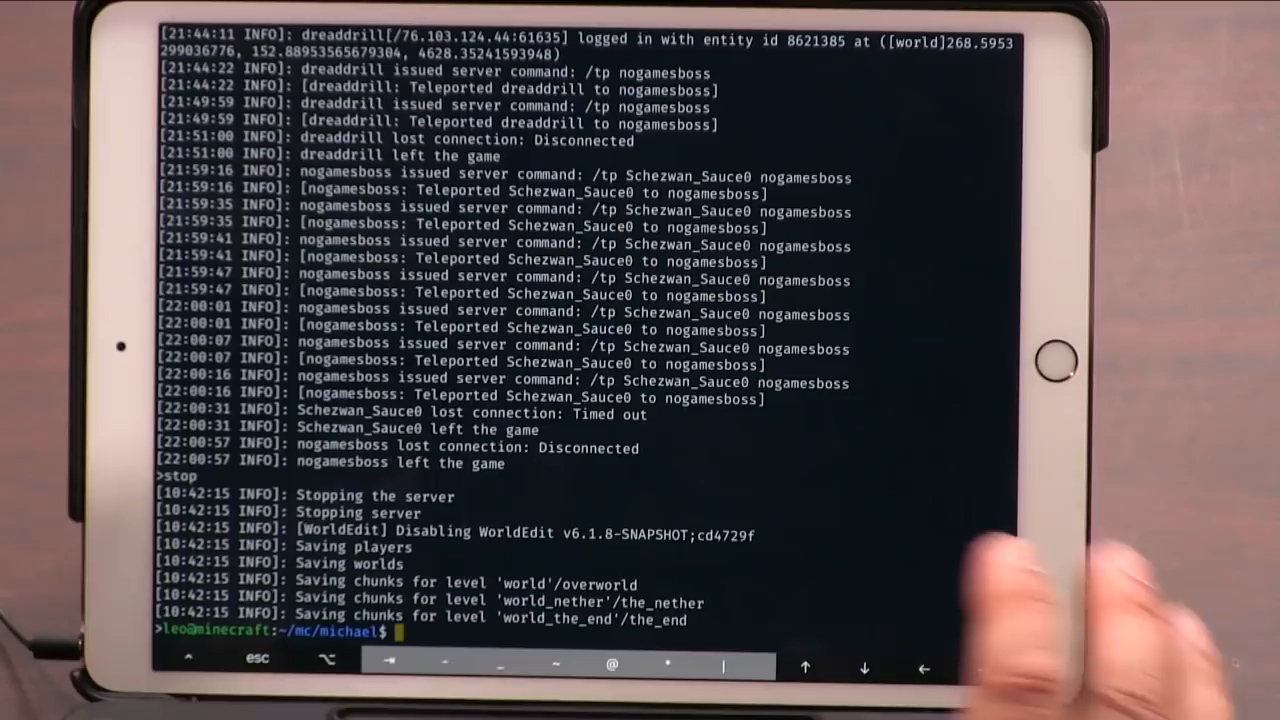 [21:44:11 INFO]: dreaddrill[/76.103.124.44:61635] logged in with entity id 8621385 at ([world]268.5953
299036776, 152.88953565679304, 4628.35241593948)
[21:44:22 INFO]: dreaddrill issued server command: /tp nogamesboss
[21:44:22 INFO]: [dreaddrill: Teleported dreaddrill to nogamesboss]
[21:49:59 INFO]: dreaddrill issued server command: /tp nogamesboss
[21:49:59 INFO]: [dreaddrill: Teleported dreaddrill to nogamesboss]
[21:51:00 INFO]: dreaddrill lost connection: Disconnected
[21:51:00 INFO]: dreaddrill left the game
[21:59:16 INFO]: nogamesboss issued server command: /tp Schezwan_Sauce0 nogamesboss
[21:59:16 INFO]: [nogamesboss: Teleported Schezwan_Sauce0 to nogamesboss]
[21:59:35 INFO]: nogamesboss issued server command: /tp Schezwan_Sauce0 nogamesboss
[21:59:35 INFO]: [nogamesboss: Teleported Schezwan_Sauce0 to nogamesboss]
[21:59:41 INFO]: nogamesboss issued server command: /tp Schezwan_Sauce0 nogamesboss
[21:59:41 INFO]: [nogamesboss: Teleported Schezwan_Sauce0 to nogamesboss]
[21:59:47 INFO]: nogamesboss issued server command: /tp Schezwan_Sauce0 nogamesboss
[21:59:47 INFO]: [nogamesboss: Teleported Schezwan_Sauce0 to nogamesboss]
[22:00:01 INFO]: nogamesboss issued server command: /tp Schezwan_Sauce0 nogamesboss
[22:00:01 INFO]: [nogamesboss: Teleported Schezwan_Sauce0 to nogamesboss]
[22:00:07 INFO]: nogamesboss issued server command: /tp Schezwan_Sauce0 nogamesboss
[22:00:07 INFO]: [nogamesboss: Teleported Schezwan_Sauce0 to nogamesboss]
[22:00:16 INFO]: nogamesboss issued server command: /tp Schezwan_Sauce0 nogamesboss
[22:00:16 INFO]: [nogamesboss: Teleported Schezwan_Sauce0 to nogamesboss]
[22:00:31 INFO]: Schezwan_Sauce0 lost connection: Timed out
[22:00:31 INFO]: Schezwan_Sauce0 left the game
[22:00:57 INFO]: nogamesboss lost connection: Disconnected
[22:00:57 INFO]: nogamesboss left the game
>stop
[10:42:15 INFO]: Stopping the server
[10:42:15 INFO]: Stopping server
[10:42:15 INFO]: [WorldEdit] Disabling WorldEdit v6.1.8-SNAPSHOT;cd4729f
[10:42:15 INFO]: Saving players
[10:42:15 INFO]: Saving worlds
[10:42:15 INFO]: Saving chunks for level 'world'/overworld
[10:42:15 INFO]: Saving chunks for level 'world_nether'/the_nether
[10:42:15 INFO]: Saving chunks for level 'world_the_end'/the_end
>leo@minecraft:~/mc/michael$
^ esc ⌥ ⇥ - _ ~ @ * | ↑ ↓ ←